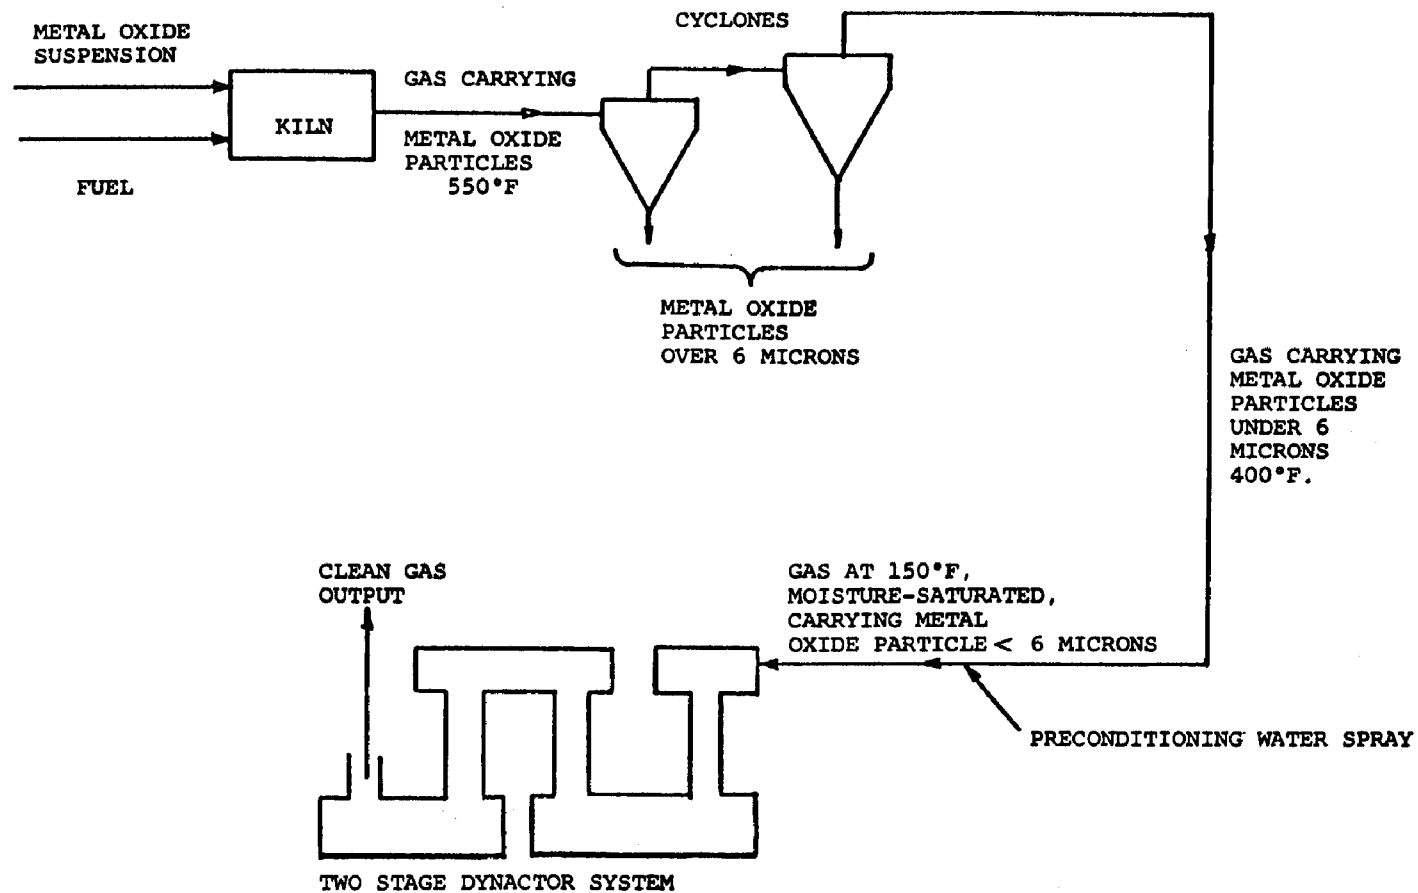 METAL OXIDE
SUSPENSION
FUEL
KILN
GAS CARRYING
METAL OXIDE
PARTICLES
550°F
CYCLONES
METAL OXIDE
PARTICLES
OVER 6 MICRONS
GAS CARRYING
METAL OXIDE
PARTICLES
UNDER 6
MICRONS
400°F.
CLEAN GAS
OUTPUT
GAS AT 150°F,
MOISTURE-SATURATED,
CARRYING METAL
OXIDE PARTICLE < 6 MICRONS
PRECONDITIONING WATER SPRAY
TWO STAGE DYNACTOR SYSTEM